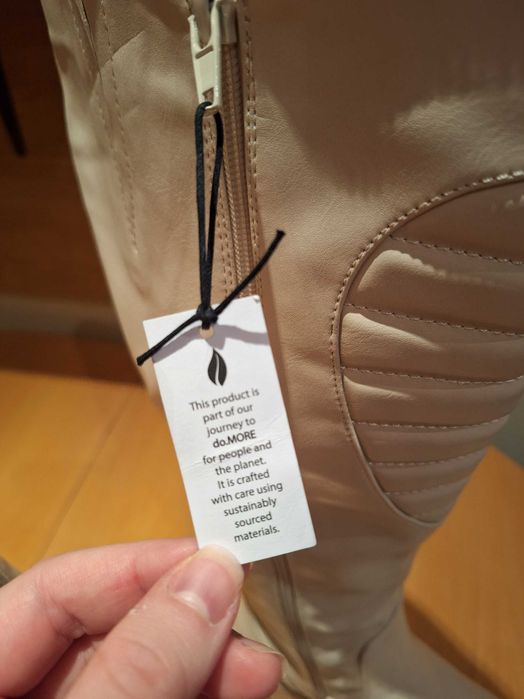 This product is
part of our
journey to
do.MORE
for people and
the planet.
It is crafted
with care using
sustainably
sourced
materials.